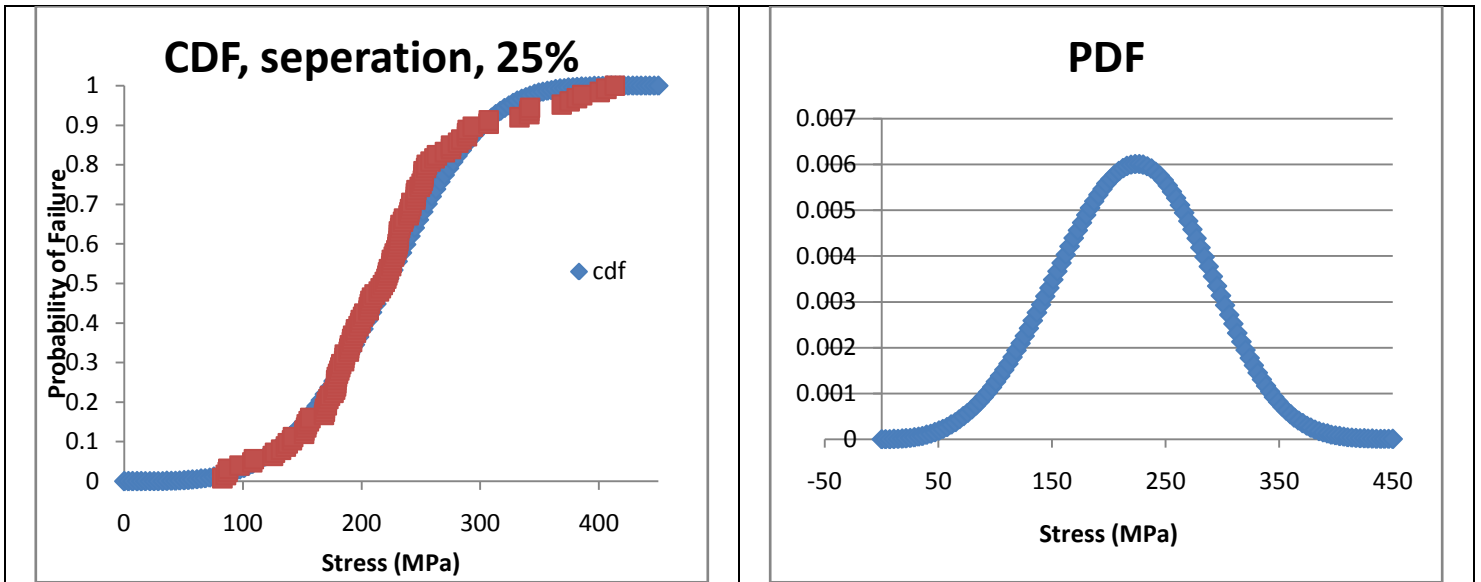 CDF, seperation, 25%
1
0.9
0.8
0.7
0.6
0.5
0.4
0.3
0.2
0.1
0
Probability of Failure
cdf
0 100 200 300 400
Stress (MPa)
PDF
0.007
0.006
0.005
0.004
0.003
0.002
0.001
0
-50 50 150 250 350 450
Stress (MPa)